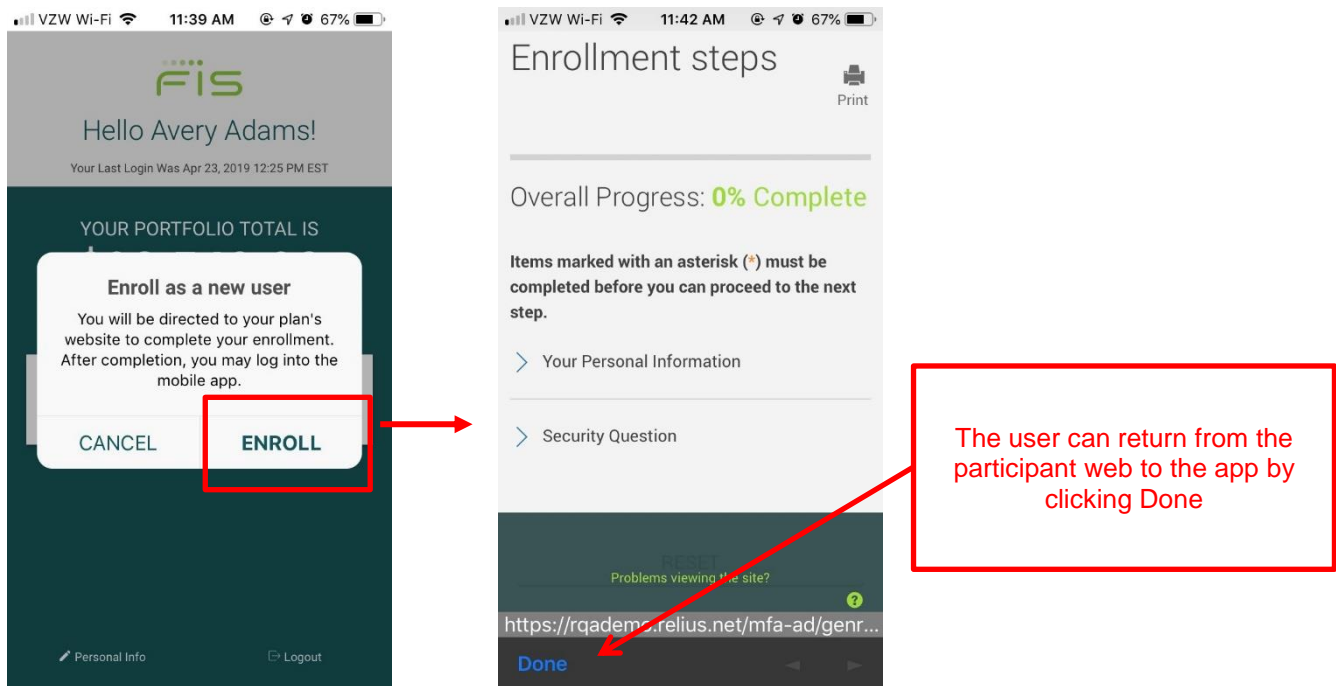 VZW Wi-Fi 11:39 AM 67%
FIS
Hello Avery Adams!
Your Last Login Was Apr 23, 2019 12:25 PM EST
YOUR PORTFOLIO TOTAL IS
Enroll as a new user
You will be directed to your plan's
website to complete your enrollment.
After completion, you may log into the
mobile app.
CANCEL ENROLL
Personal Info Logout
VZW Wi-Fi 11:42 AM 67%
Enrollment steps
Print
Overall Progress: 0% Complete
Items marked with an asterisk (*) must be
completed before you can proceed to the next
step.
Your Personal Information
Security Question
RESET
Problems viewing the site?
?
https://rqademo.relius.net/mfa-ad/genr...
Done
The user can return from the
participant web to the app by
clicking Done